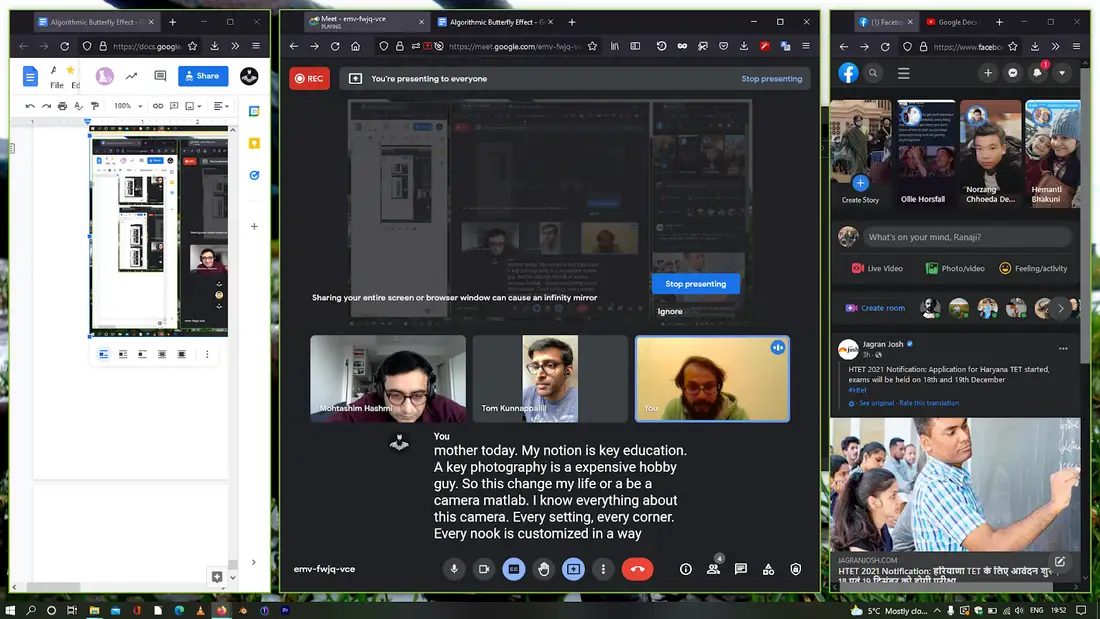 Algorithmic Butterfly Effect - G
https://docs.google.
File
Ed
Share
100%
Meet - emv-fwjq-vce
PLAYING
Algorithmic Butterfly Effect - G
https://meet.google.com/emv-fwjq-v
REC
You're presenting to everyone
Stop presenting
Sharing your entire screen or browser window can cause an infinity mirror
Stop presenting
Ignore
Mohtashim Hashmi
Tom Kunnappallil
You
You
mother today. My notion is key education.
A key photography is a expensive hobby
guy. So this change my life or a be a
camera matlab. I know everything about
this camera. Every setting, every corner.
Every nook is customized in a way
emv-fwjq-vce
4
(1) Facebook
Google Docs
https://www.facebo
1
Create Story
Ollie Horsfall
Norzang
Chhoeda De...
Hemanti
Bhakuni
What's on your mind, Ranaji?
Live Video
Photo/video
Feeling/activity
Create room
Jagran Josh
3h
HTET 2021 Notification: Application for Haryana TET started,
exams will be held on 18th and 19th December
#Htet
See original · Rate this translation
JAGRANJOSH.COM
HTET 2021 Notification: हरियाणा TET के लिए आवेदन शुरू,
18 एवं 19 दिसंबर को होगी परीक्षा
5°C Mostly clo...
ENG
19:52